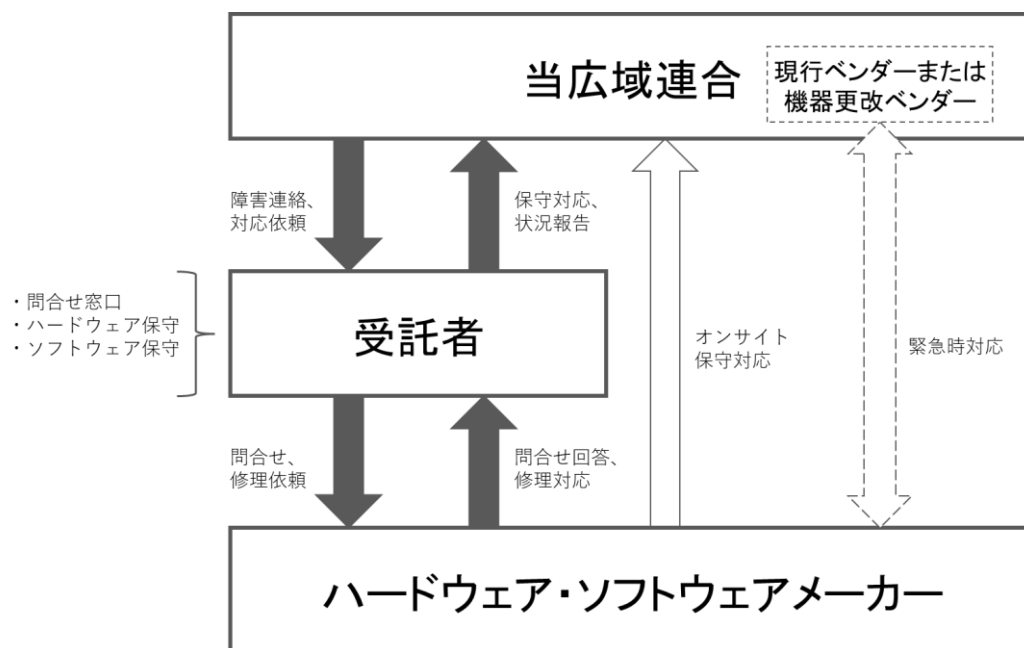 当広域連合
現行ベンダーまたは
機器更改ベンダー
障害連絡、
対応依頼
保守対応、
状況報告
・問合せ窓口
・ハードウェア保守
・ソフトウェア保守
受託者
オンサイト
保守対応
緊急時対応
問合せ、
修理依頼
問合せ回答、
修理対応
ハードウェア・ソフトウェアメーカー